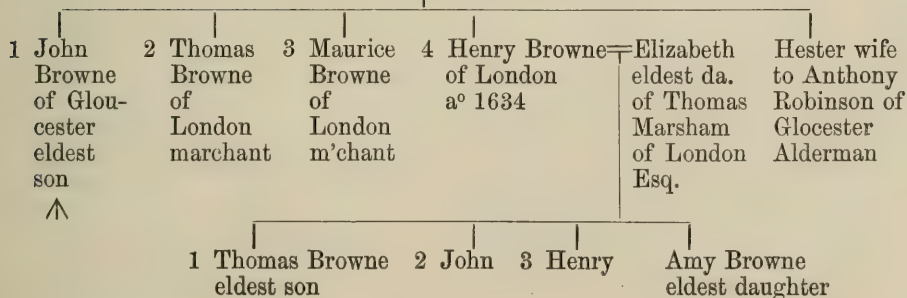 1 John
Browne
of Glou-
cester
eldest
son
2 Thomas
Browne
of
London
marchant
3 Maurice
Browne
of
London
m'chant
4 Henry Browne
of London
aº 1634
Elizabeth
eldest da.
of Thomas
Marsham
of London
Esq.
Hester wife
to Anthony
Robinson of
Glocester
Alderman
1 Thomas Browne
eldest son
2 John
3 Henry
Amy Browne
eldest daughter